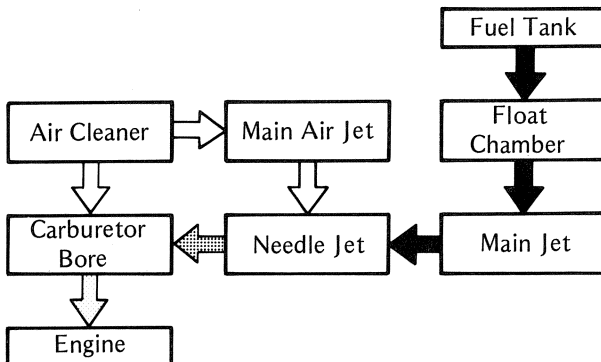 Fuel Tank
Air Cleaner
Main Air Jet
Float
Chamber
Carburetor
Bore
Needle Jet
Main Jet
Engine